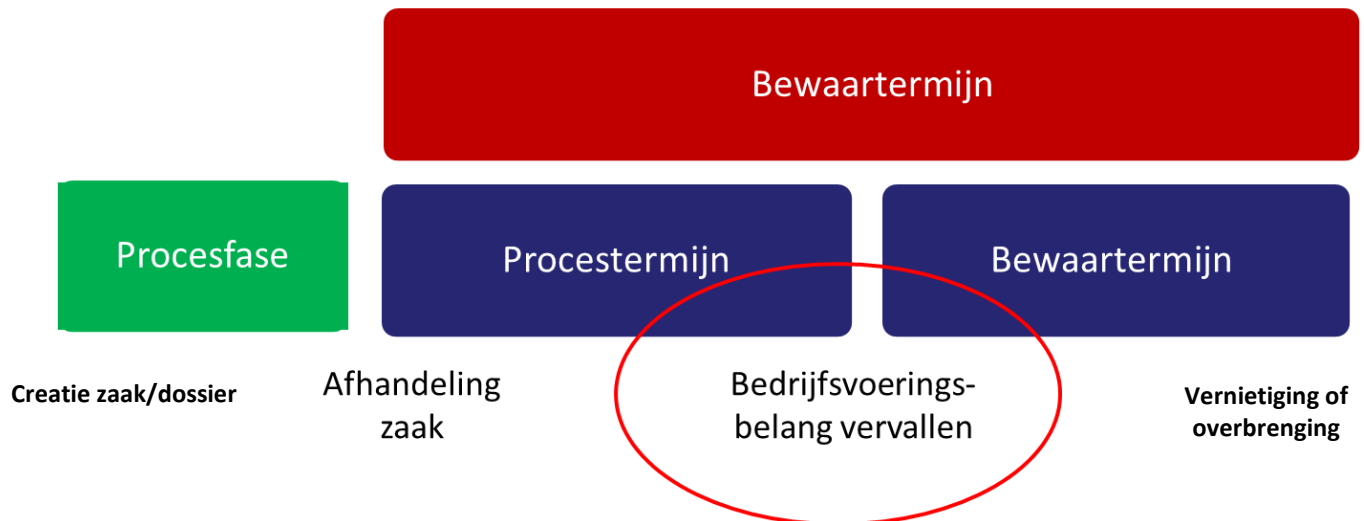 Bewaartermijn
Procesfase
Procestermijn
Bewaartermijn
Creatie zaak/dossier
Afhandeling
zaak
Bedrijfsvoerings-
belang vervallen
Vernietiging of
overbrenging